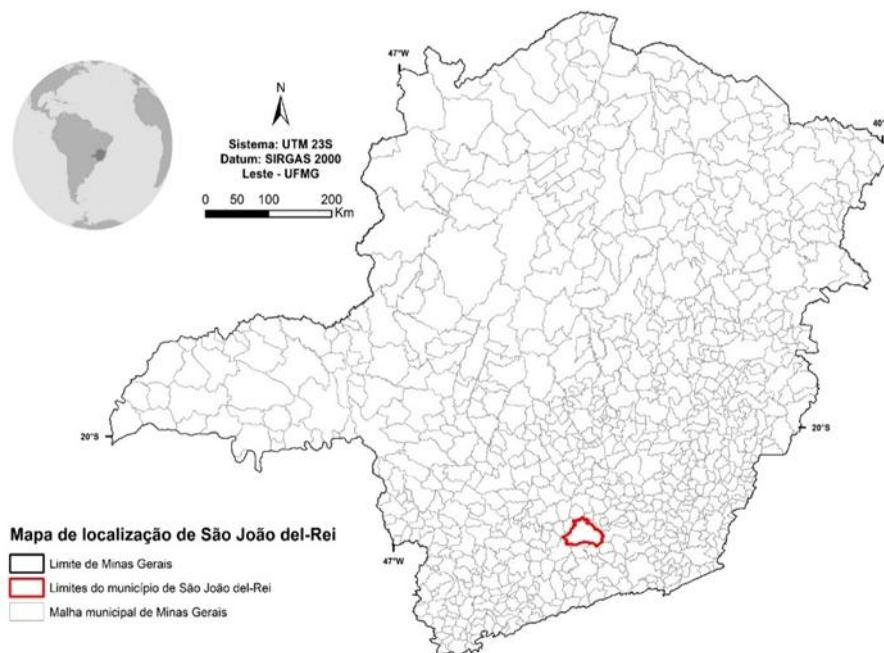 47°W
N
Sistema: UTM 23S
Datum: SIRGAS 2000
Leste - UFMG
0 50 100 200
Km
40°
20°S
20°S
Mapa de localização de São João del-Rei
47°W
Limite de Minas Gerais
Limites do município de São João del-Rei
Malha municipal de Minas Gerais